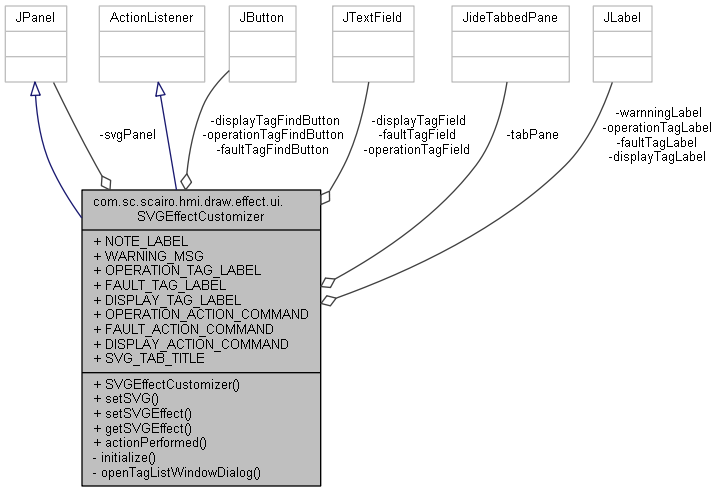 JPanel
ActionListener
JButton
JTextField
JideTabbedPane
JLabel
-svgPanel
-displayTagFindButton
-operationTagFindButton
-faultTagFindButton
-displayTagField
-faultTagField
-operationTagField
-tabPane
-warnningLabel
-operationTagLabel
-faultTagLabel
-displayTagLabel
com.sc.scairo.hmi.draw.effect.ui.
SVGEffectCustomizer
+ NOTE_LABEL
+ WARNING_MSG
+ OPERATION_TAG_LABEL
+ FAULT_TAG_LABEL
+ DISPLAY_TAG_LABEL
+ OPERATION_ACTION_COMMAND
+ FAULT_ACTION_COMMAND
+ DISPLAY_ACTION_COMMAND
+ SVG_TAB_TITLE
+ SVGEffectCustomizer()
+ setSVG()
+ setSVGEffect()
+ getSVGEffect()
+ actionPerformed()
- initialize()
- openTagListWindowDialog()